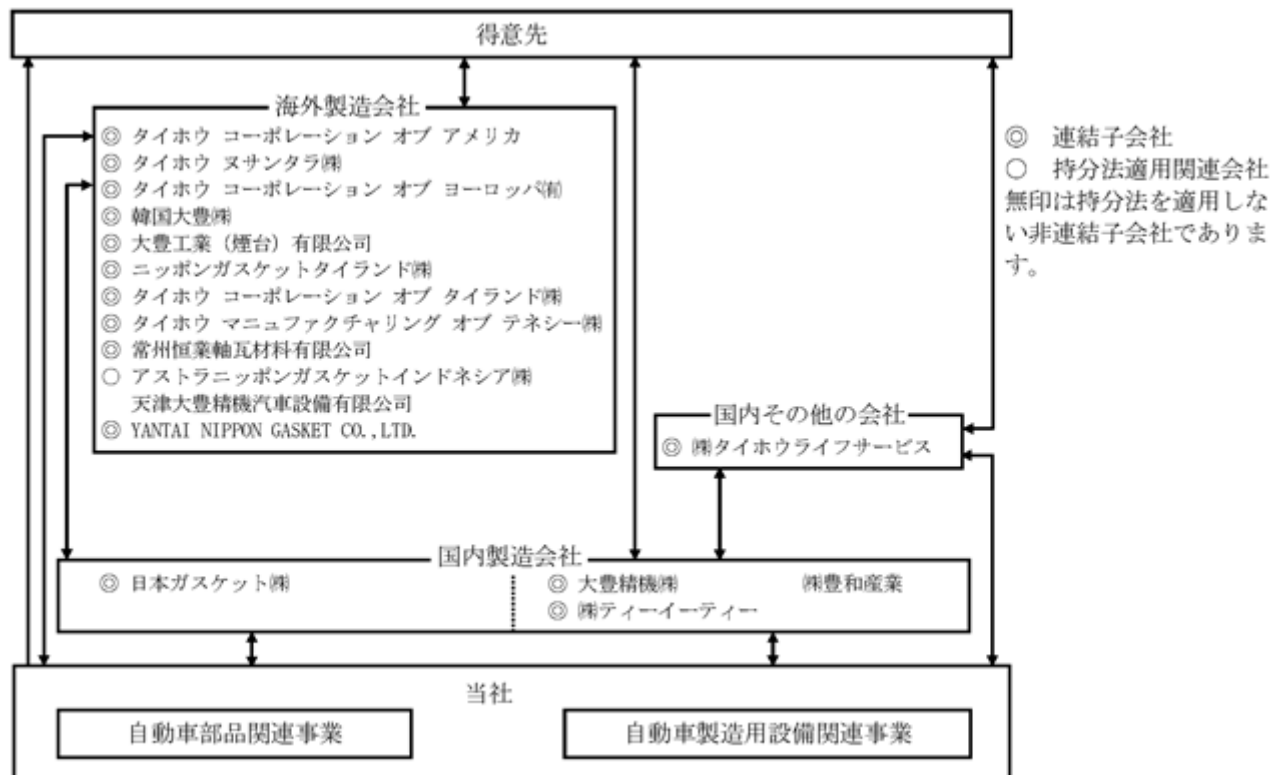 得意先
海外製造会社
◎ タイホウ コーポレーション オブ アメリカ
◎ タイホウ ヌサンタラ㈱
◎ タイホウ コーポレーション オブ ヨーロッパ㈲
◎ 韓国大豊㈱
◎ 大豊工業（煙台）有限公司
◎ ニッポンガスケットタイランド㈱
◎ タイホウ コーポレーション オブ タイランド㈱
◎ タイホウ マニュファクチャリング オブ テネシー㈱
◎ 常州恒業軸瓦材料有限公司
○ アストラニッポンガスケットインドネシア㈱
天津大豊精機汽車設備有限公司
◎ YANTAI NIPPON GASKET CO.,LTD.
◎ 連結子会社
○ 持分法適用関連会社
無印は持分法を適用しな
い非連結子会社でありま
す。
国内その他の会社
◎ ㈱タイホウライフサービス
国内製造会社
◎ 日本ガスケット㈱
◎ 大豊精機㈱ ㈱豊和産業
◎ ㈱ティーイーティー
当社
自動車部品関連事業
自動車製造用設備関連事業